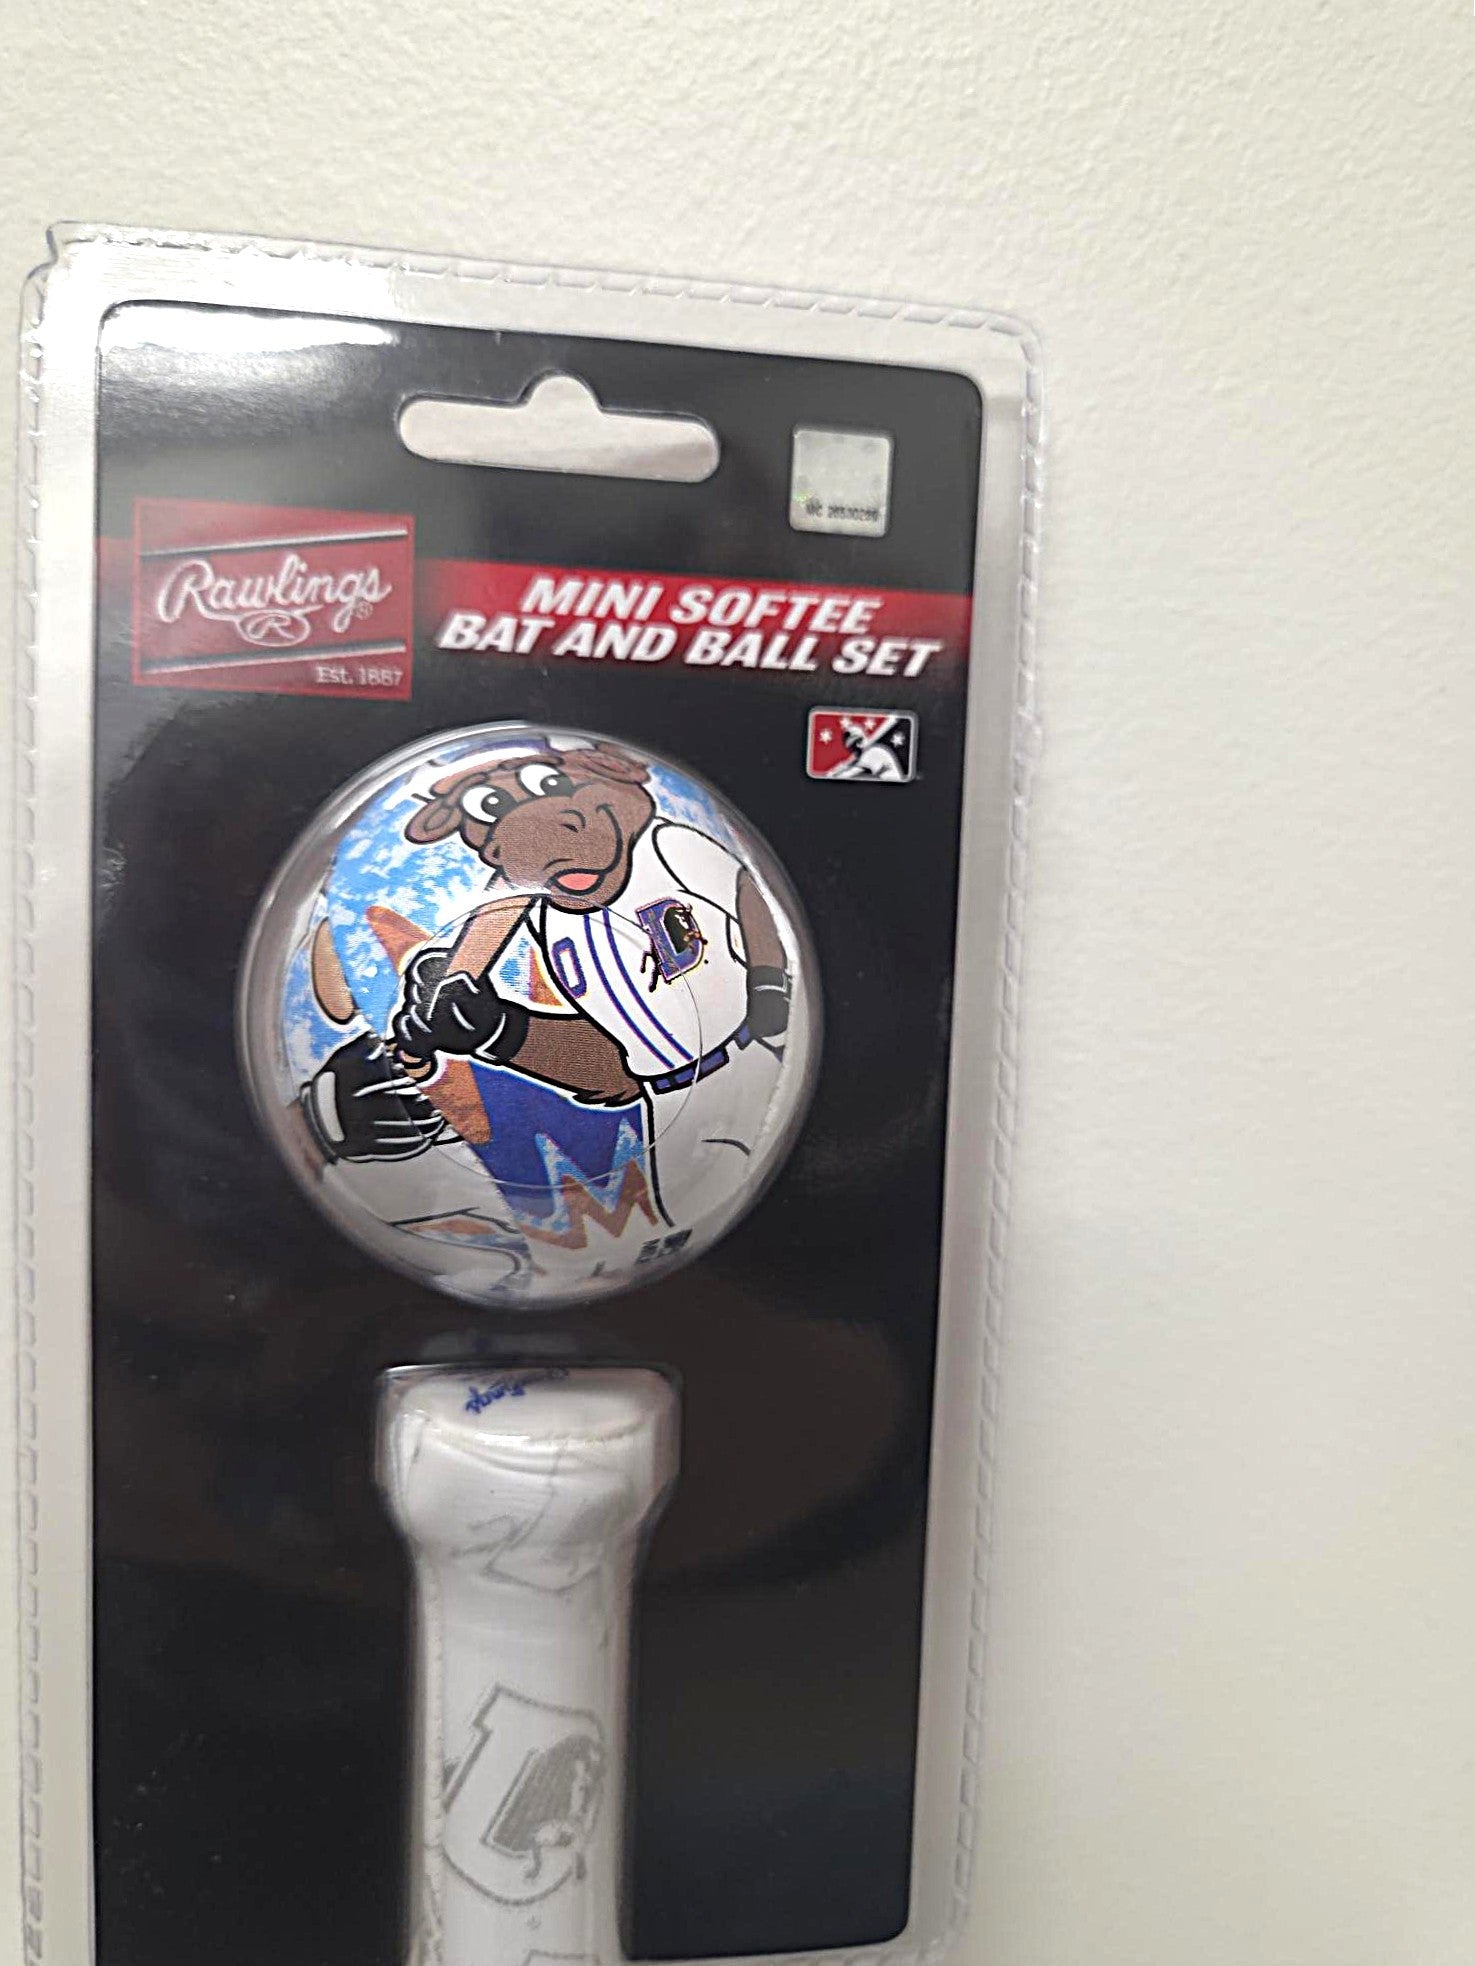 Rawlings®
R
Est. 1887
MINI SOFTEE
BAT AND BALL SET
D
D